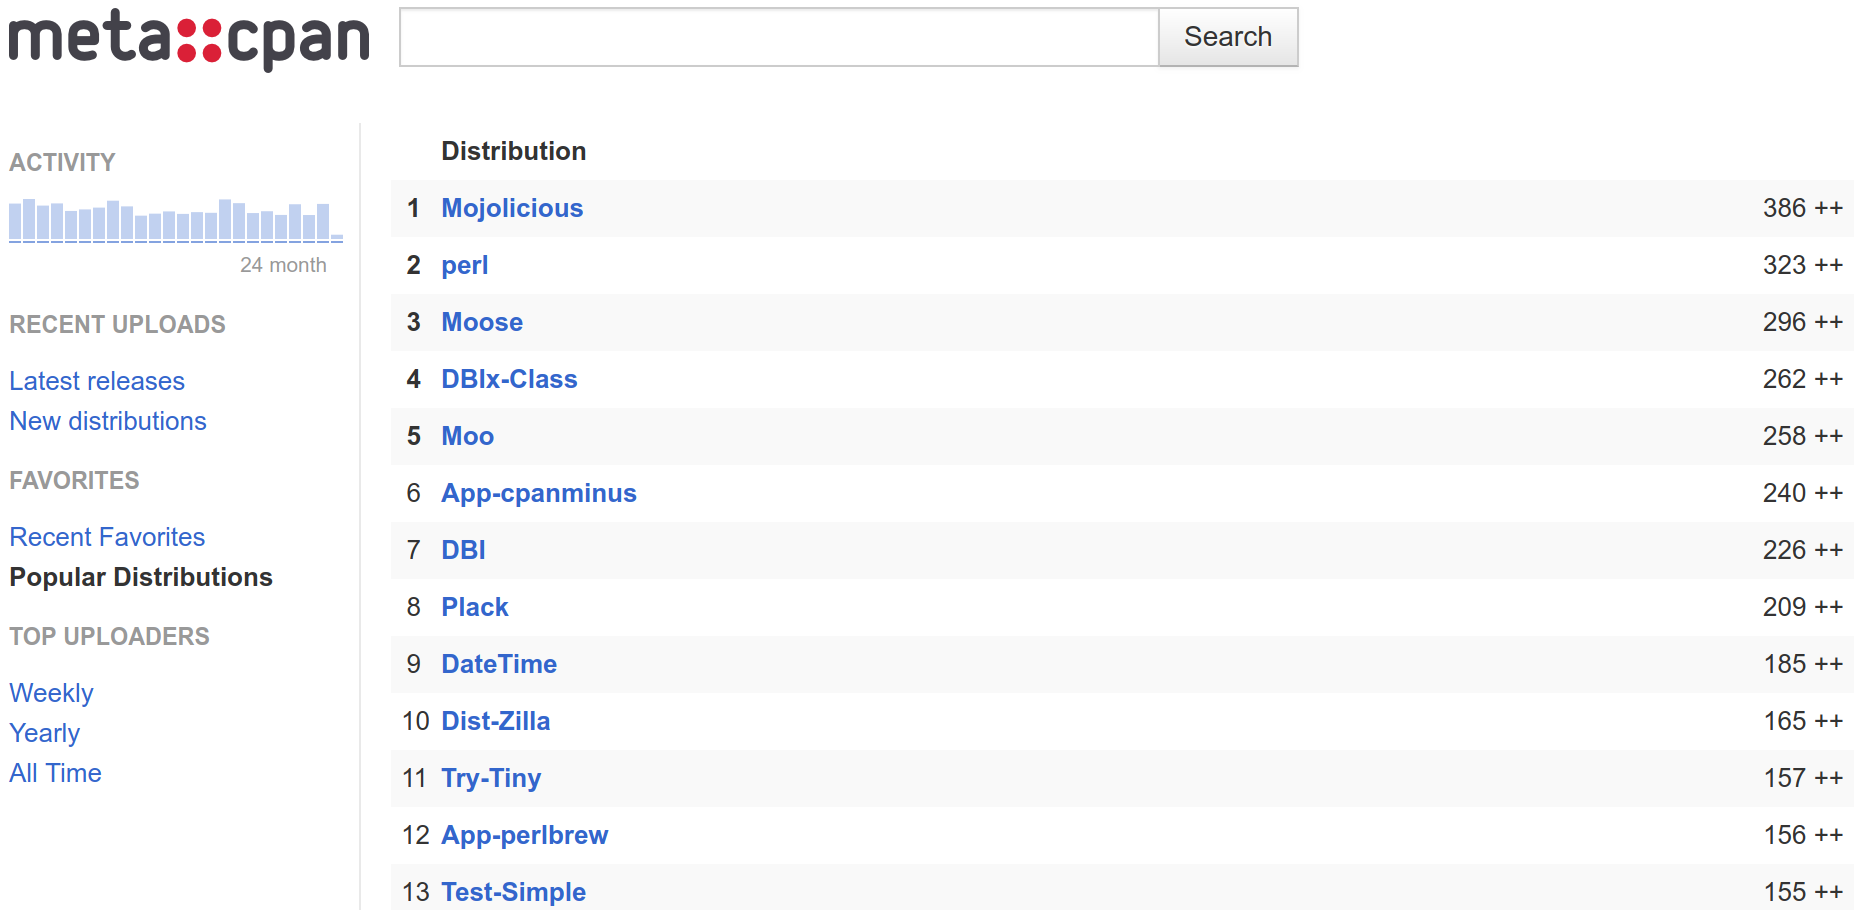 meta::cpan
Search
ACTIVITY
24 month
RECENT UPLOADS
Latest releases
New distributions
FAVORITES
Recent Favorites
Popular Distributions
TOP UPLOADERS
Weekly
Yearly
All Time
Distribution
1 Mojolicious 386 ++
2 perl 323 ++
3 Moose 296 ++
4 DBIx-Class 262 ++
5 Moo 258 ++
6 App-cpanminus 240 ++
7 DBI 226 ++
8 Plack 209 ++
9 DateTime 185 ++
10 Dist-Zilla 165 ++
11 Try-Tiny 157 ++
12 App-perlbrew 156 ++
13 Test-Simple 155 ++